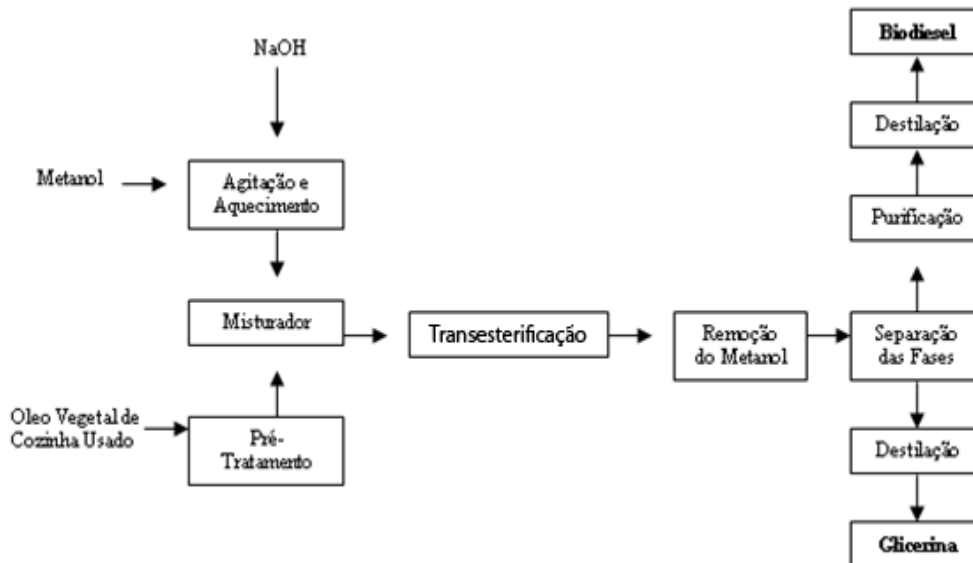 NaOH
Metanol
Agitação e
Aquecimento
Misturador
Oleo Vegetal de
Cozinha Usado
Pré-
Tratamento
Transesterificação
Remoção
do Metanol
Separação
das Fases
Purificação
Destilação
Biodiesel
Destilação
Glicerina